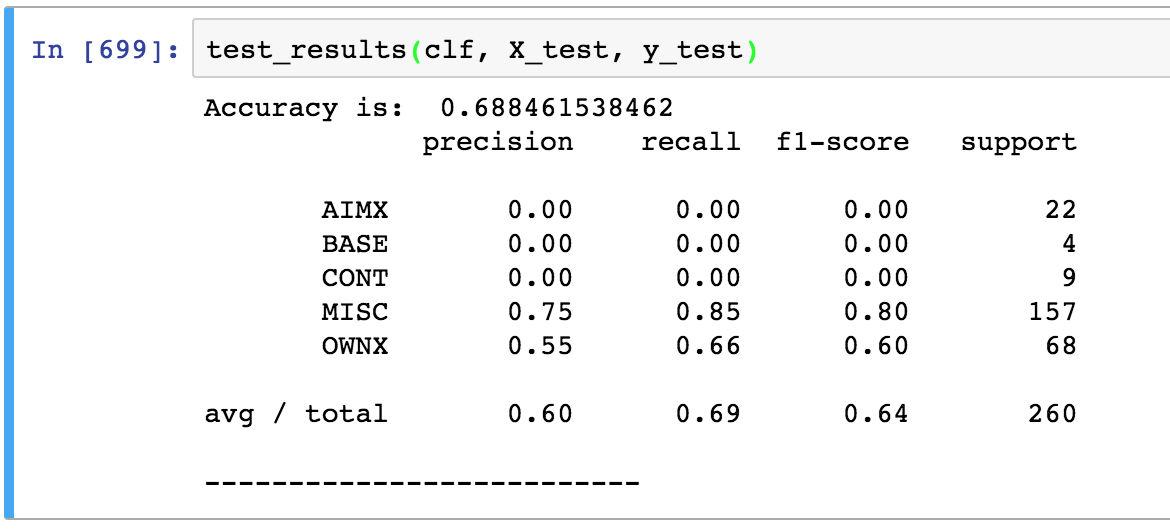 In [699]: test_results(clf, X_test, y_test)
Accuracy is:  0.688461538462
             precision    recall  f1-score   support

       AIMX       0.00      0.00      0.00        22
       BASE       0.00      0.00      0.00         4
       CONT       0.00      0.00      0.00         9
       MISC       0.75      0.85      0.80       157
       OWNX       0.55      0.66      0.60        68

avg / total       0.60      0.69      0.64       260

--------------------------